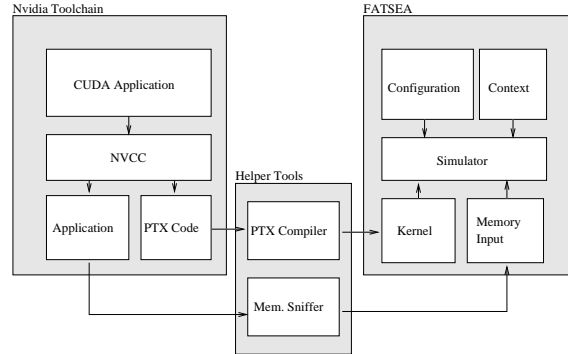 Nvidia Toolchain
CUDA Application
NVCC
Application
PTX Code
Helper Tools
PTX Compiler
Mem. Sniffer
FATSEA
Configuration
Context
Simulator
Kernel
Memory
Input